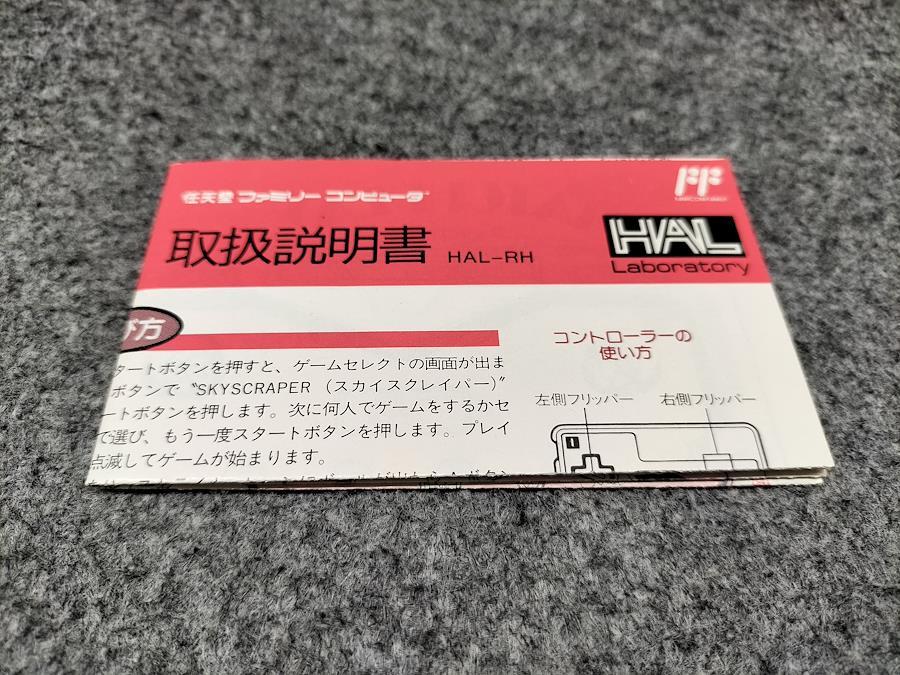 任天堂 ファミリー コンピュータ™
FF
FAMICOM FAMILY
取扱説明書 HAL-RH
HAL
Laboratory
び方
タートボタンを押すと、ゲームセレクトの画面が出ま
ボタンで〝SKYSCRAPER (スカイスクレイパー)〟
ートボタンを押します。次に何人でゲームをするかセ
で選び、もう一度スタートボタンを押します。プレイ
点滅してゲームが始まります。
コントローラーの
使い方
左側フリッパー 右側フリッパー
I